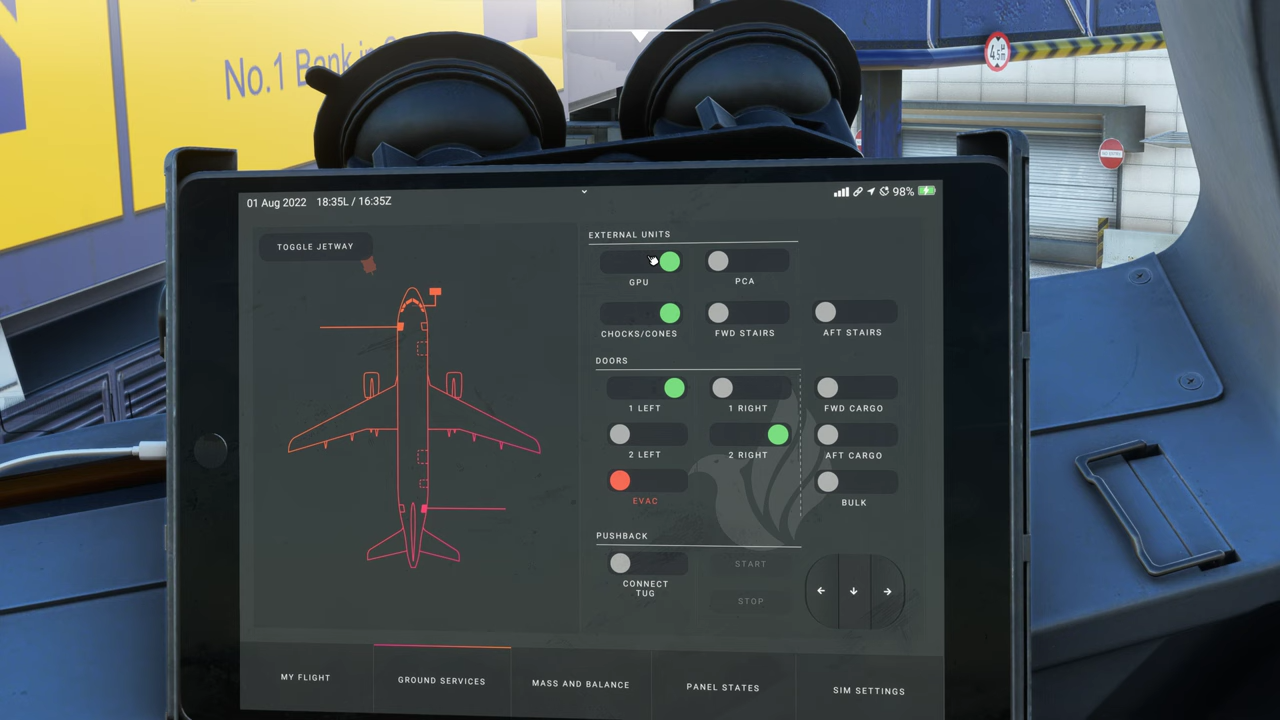 No.1 Bank in
4.5m
01 Aug 2022 18:35L / 16:35Z
98%
TOGGLE JETWAY
EXTERNAL UNITS
GPU
PCA
CHOCKS/CONES
FWD STAIRS
AFT STAIRS
DOORS
1 LEFT
1 RIGHT
FWD CARGO
2 LEFT
2 RIGHT
AFT CARGO
EVAC
BULK
PUSHBACK
CONNECT
TUG
START
STOP
MY FLIGHT
GROUND SERVICES
MASS AND BALANCE
PANEL STATES
SIM SETTINGS